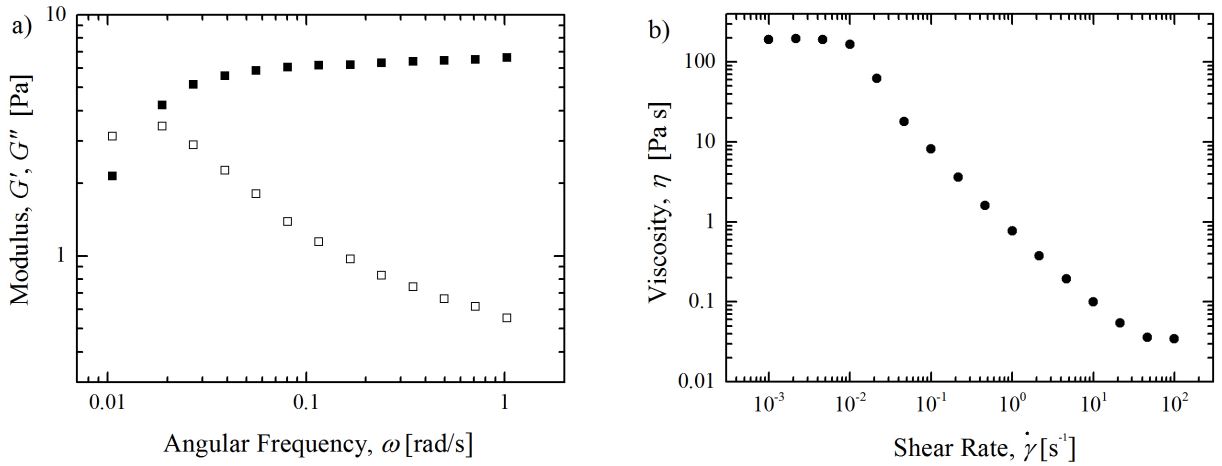 a)
10
1
Modulus, G', G'' [Pa]
0.01
0.1
1
Angular Frequency, ω [rad/s]
b)
100
10
1
0.1
0.01
Viscosity, η [Pa s]
10⁻³
10⁻²
10⁻¹
10⁰
10¹
10²
Shear Rate, γ̇ [s⁻¹]